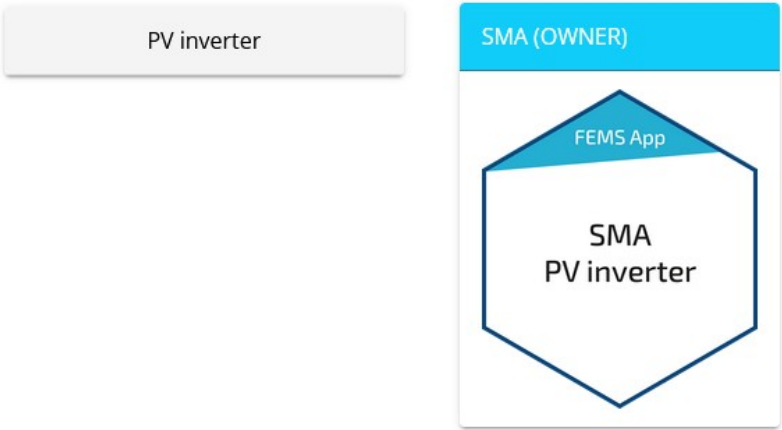 PV inverter
SMA (OWNER)
FEMS App
SMA
PV inverter